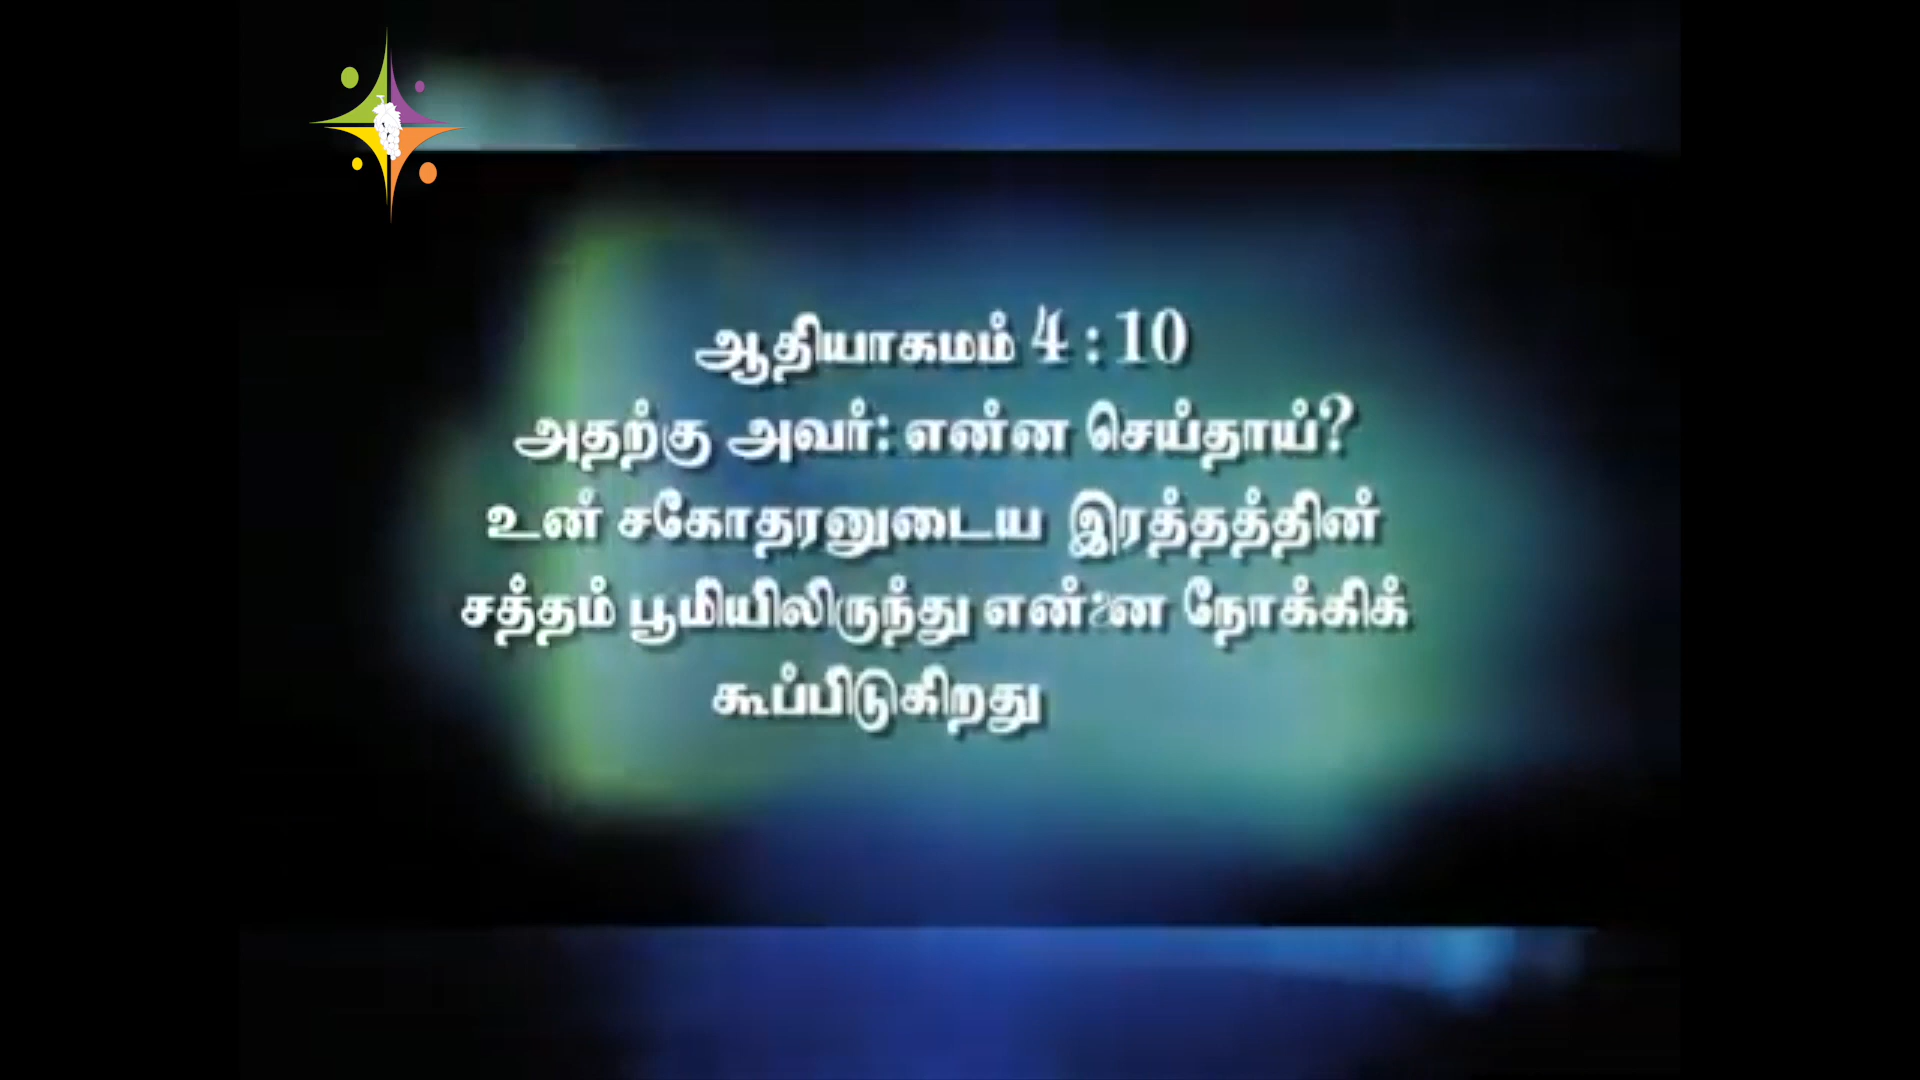 ஆதியாகமம் 4 : 10
அதற்கு அவர்: என்ன செய்தாய்?
உன் சகோதரனுடைய இரத்தத்தின்
சத்தம் பூமியிலிருந்து என்னை நோக்கிக்
கூப்பிடுகிறது